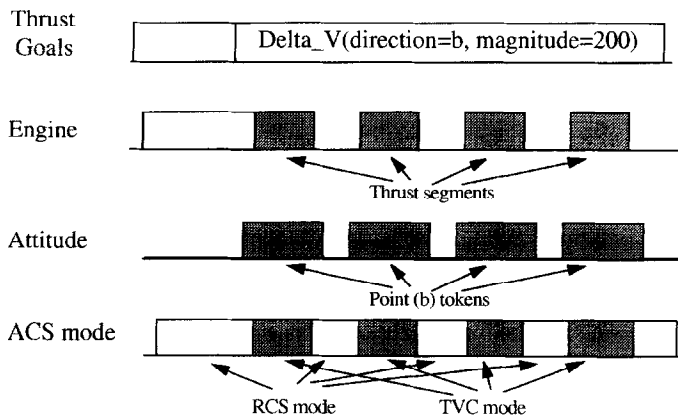 Thrust
Goals
Delta_V(direction=b, magnitude=200)
Engine
Thrust segments
Attitude
Point (b) tokens
ACS mode
RCS mode
TVC mode